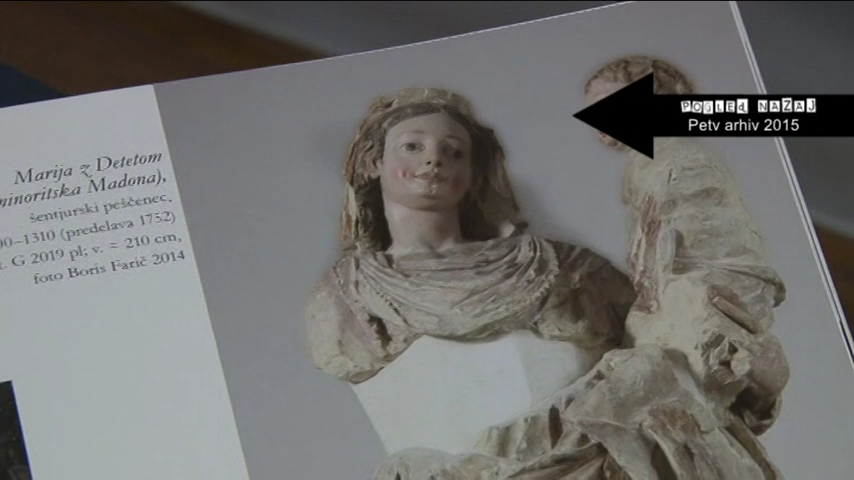 Marija z Detetom
minoritska Madona),
šentjurski peščenec,
90–1310 (predelava 1752)
G 2019 pl; v. = 210 cm,
foto Boris Farič 2014
POGLED NAZAJ
Petv arhiv 2015